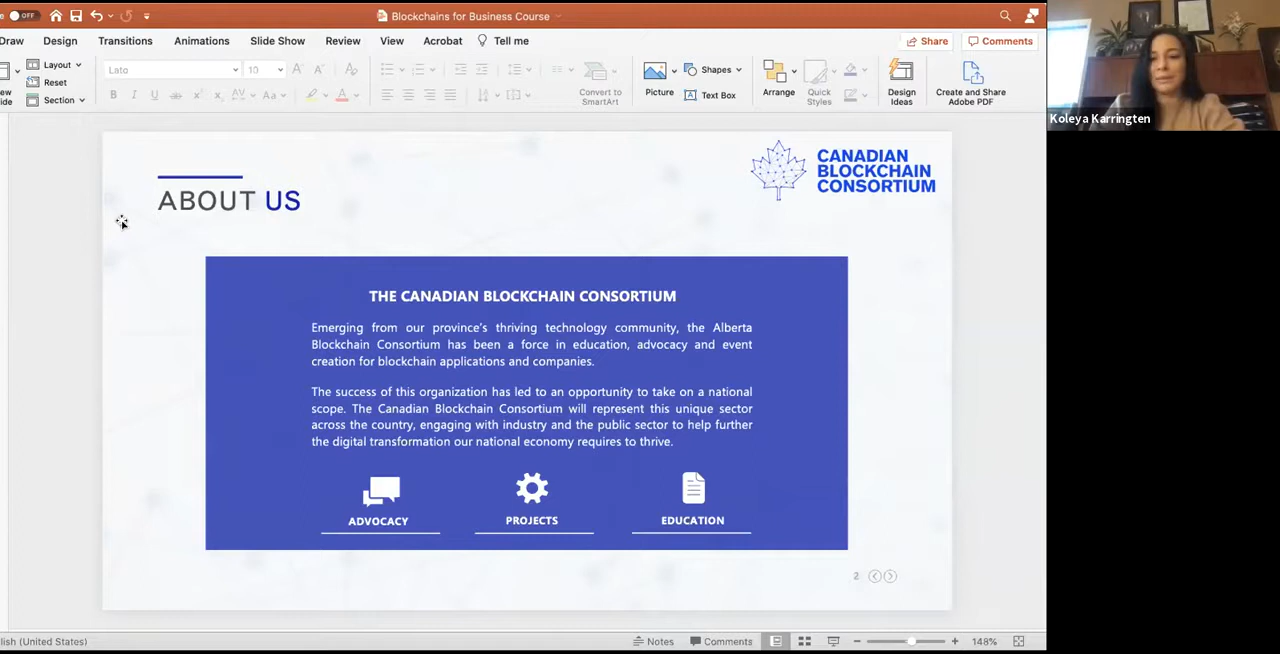 OFF
Blockchains for Business Course
Draw Design Transitions Animations Slide Show Review View Acrobat Tell me
Share Comments
Layout
Reset
Section
Lato 10
Convert to
SmartArt
Picture
Shapes
Text Box
Arrange
Quick
Styles
Design
Ideas
Create and Share
Adobe PDF
Koleya Karringten
ABOUT US
CANADIAN
BLOCKCHAIN
CONSORTIUM
THE CANADIAN BLOCKCHAIN CONSORTIUM
Emerging from our province's thriving technology community, the Alberta
Blockchain Consortium has been a force in education, advocacy and event
creation for blockchain applications and companies.
The success of this organization has led to an opportunity to take on a national
scope. The Canadian Blockchain Consortium will represent this unique sector
across the country, engaging with industry and the public sector to help further
the digital transformation our national economy requires to thrive.
ADVOCACY PROJECTS EDUCATION
2
lish (United States) Notes Comments 148%